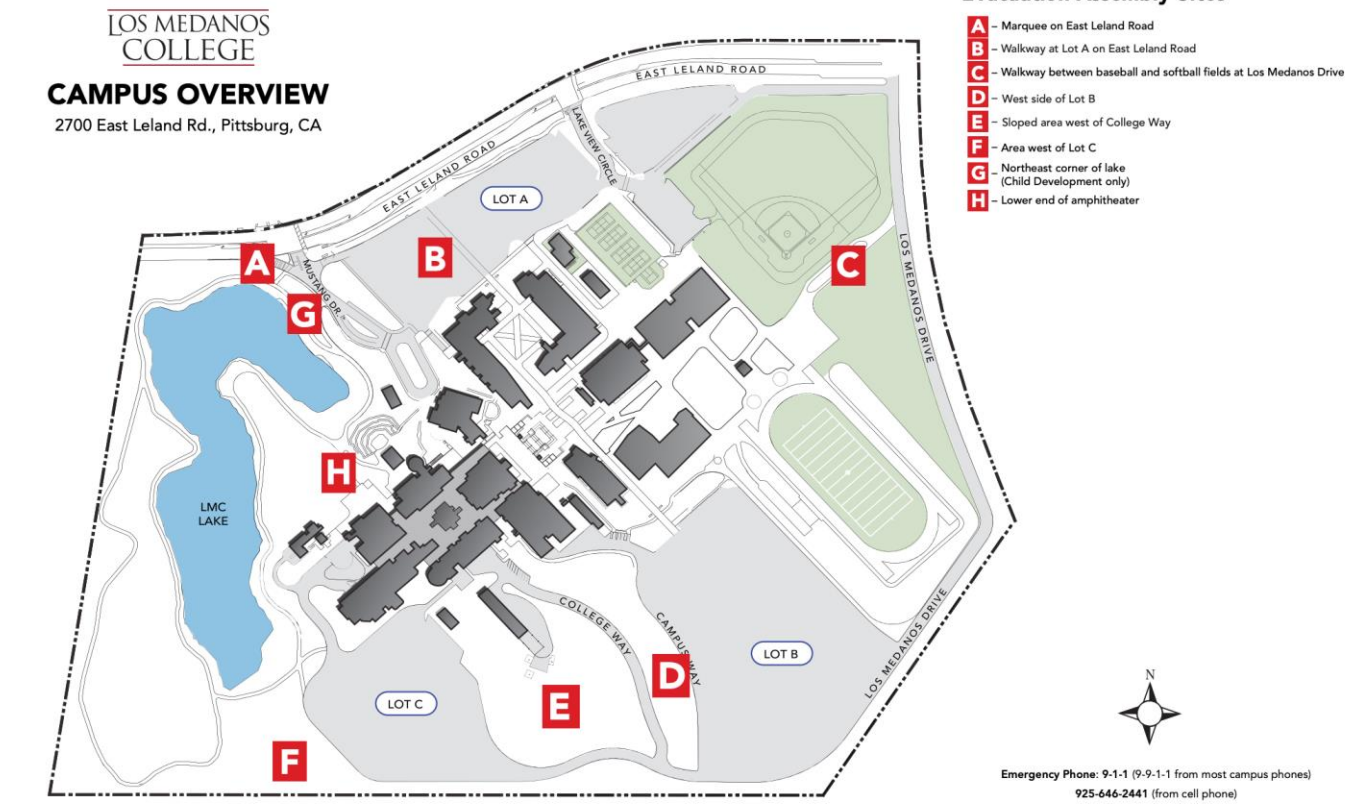 LOS MEDANOS
COLLEGE
CAMPUS OVERVIEW
2700 East Leland Rd., Pittsburg, CA
A – Marquee on East Leland Road
B – Walkway at Lot A on East Leland Road
C – Walkway between baseball and softball fields at Los Medanos Drive
D – West side of Lot B
E – Sloped area west of College Way
F – Area west of Lot C
G – Northeast corner of lake
(Child Development only)
H – Lower end of amphitheater
EAST LELAND ROAD
LAKE VIEW CIRCLE
EAST LELAND ROAD
LOT A
A
B
C
MUSTANG DR.
G
LOS MEDANOS DRIVE
H
LMC
LAKE
COLLEGE WAY
CAMPUS WAY
LOS MEDANOS DRIVE
LOT B
D
LOT C
E
F
N
Emergency Phone: 9-1-1 (9-9-1-1 from most campus phones)
925-646-2441 (from cell phone)